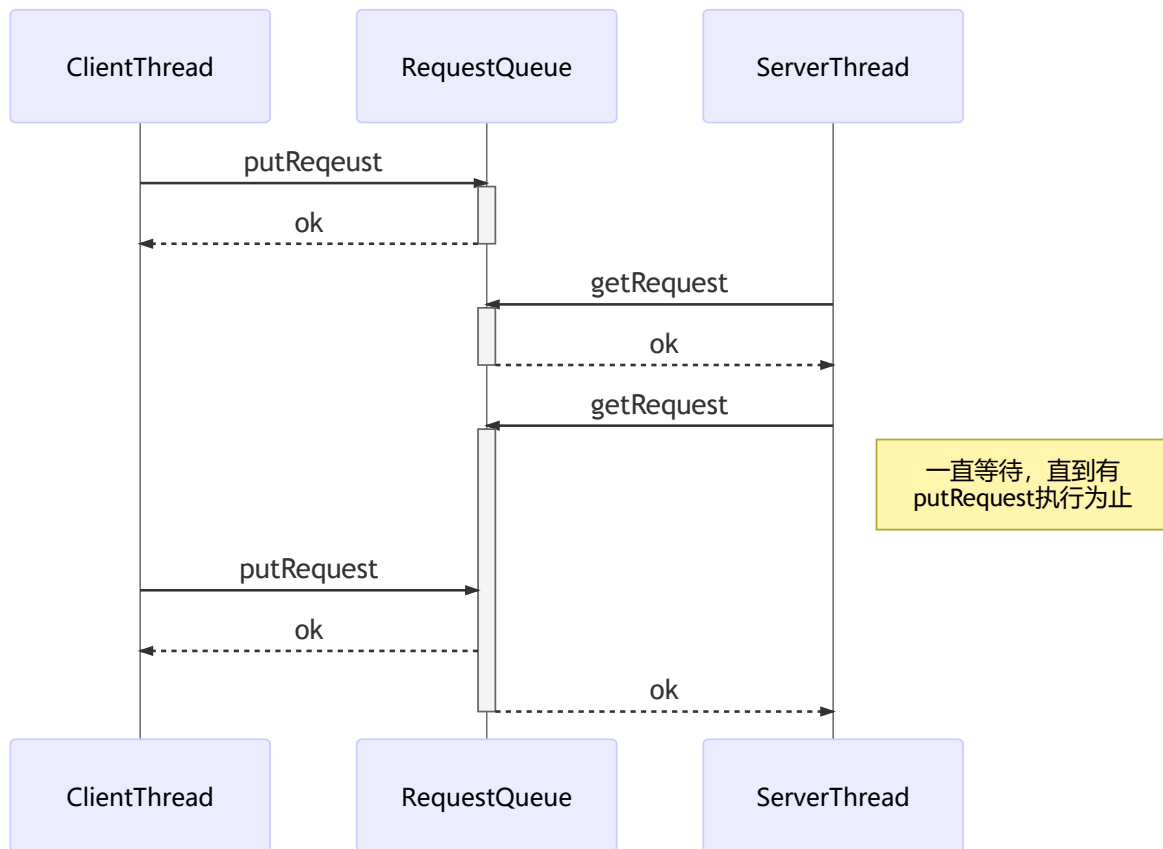 ClientThread
RequestQueue
ServerThread
putReqeust
ok
getRequest
ok
getRequest
一直等待，直到有
putRequest执行为止
putRequest
ok
ok
ClientThread
RequestQueue
ServerThread